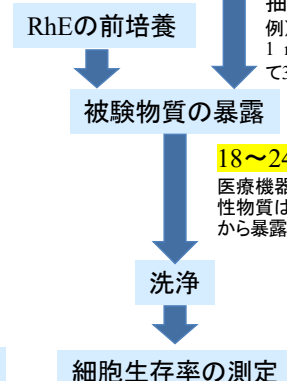 抽
例）
RhEの前培養
1 m
て3
被験物質の暴露
18～24
医療機器
性物質は
から暴露
洗浄
細胞生存率の測定